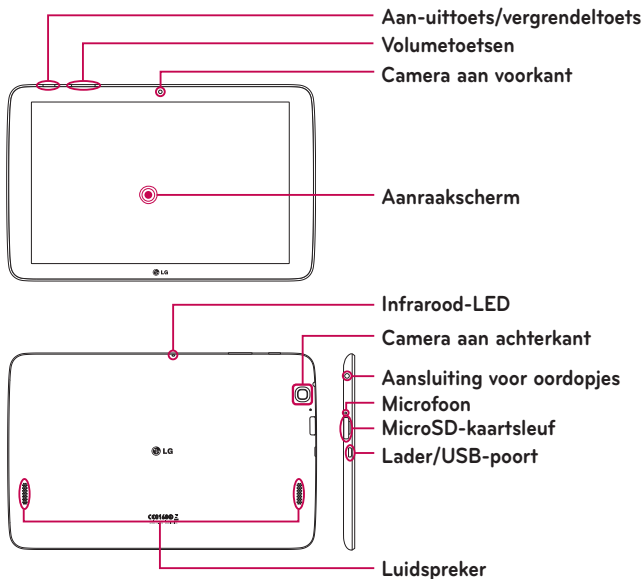 Aan-uittoets/vergrendeltoets
Volumetoetsen
Camera aan voorkant
Aanraakscherm
LG
Infrarood-LED
Camera aan achterkant
Aansluiting voor oordopjes
Microfoon
MicroSD-kaartsleuf
Lader/USB-poort
LG
Luidspreker